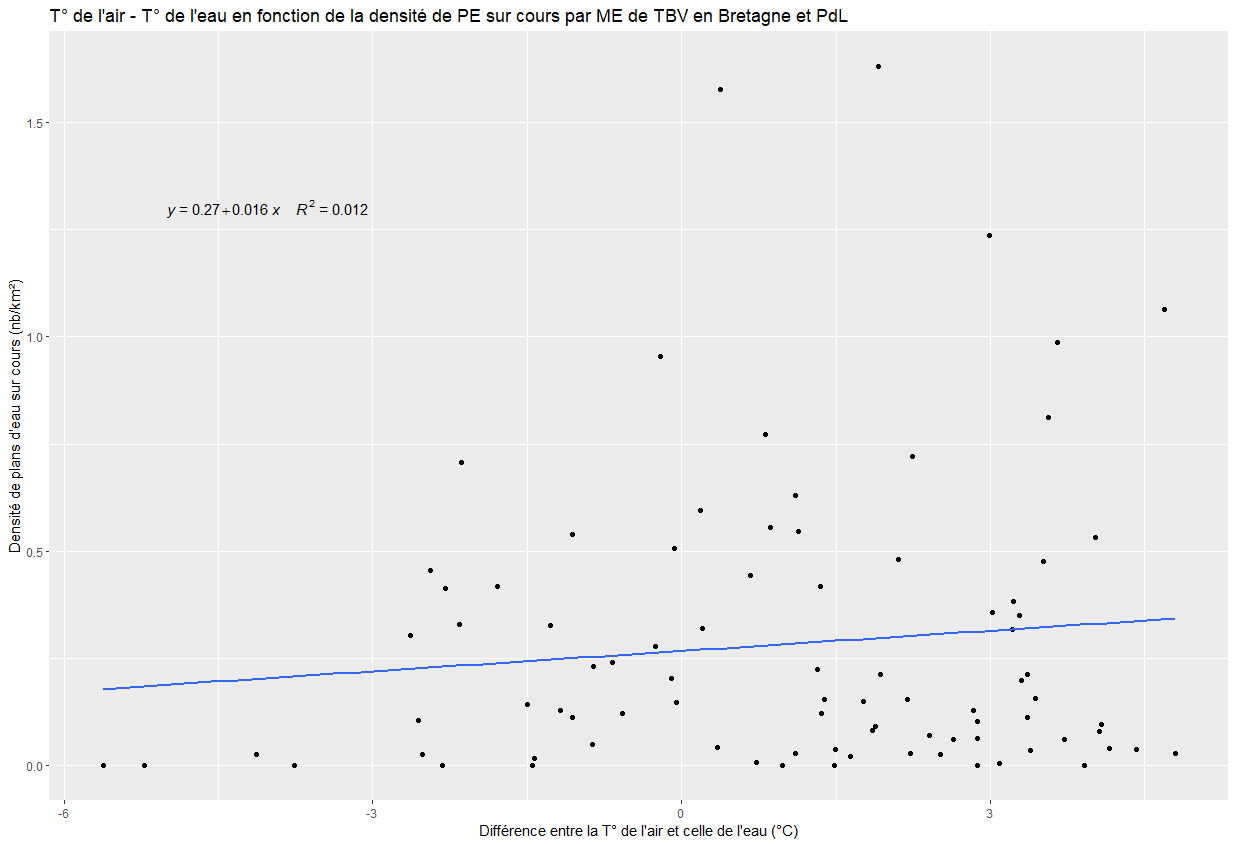 T° de l'air - T° de l'eau en fonction de la densité de PE sur cours par ME de TBV en Bretagne et PdL
1.5
y = 0.27+0.016 x R² = 0.012
1.0
Densité de plans d'eau sur cours (nb/km²)
0.5
0.0
-6 -3 0 3
Différence entre la T° de l'air et celle de l'eau (°C)